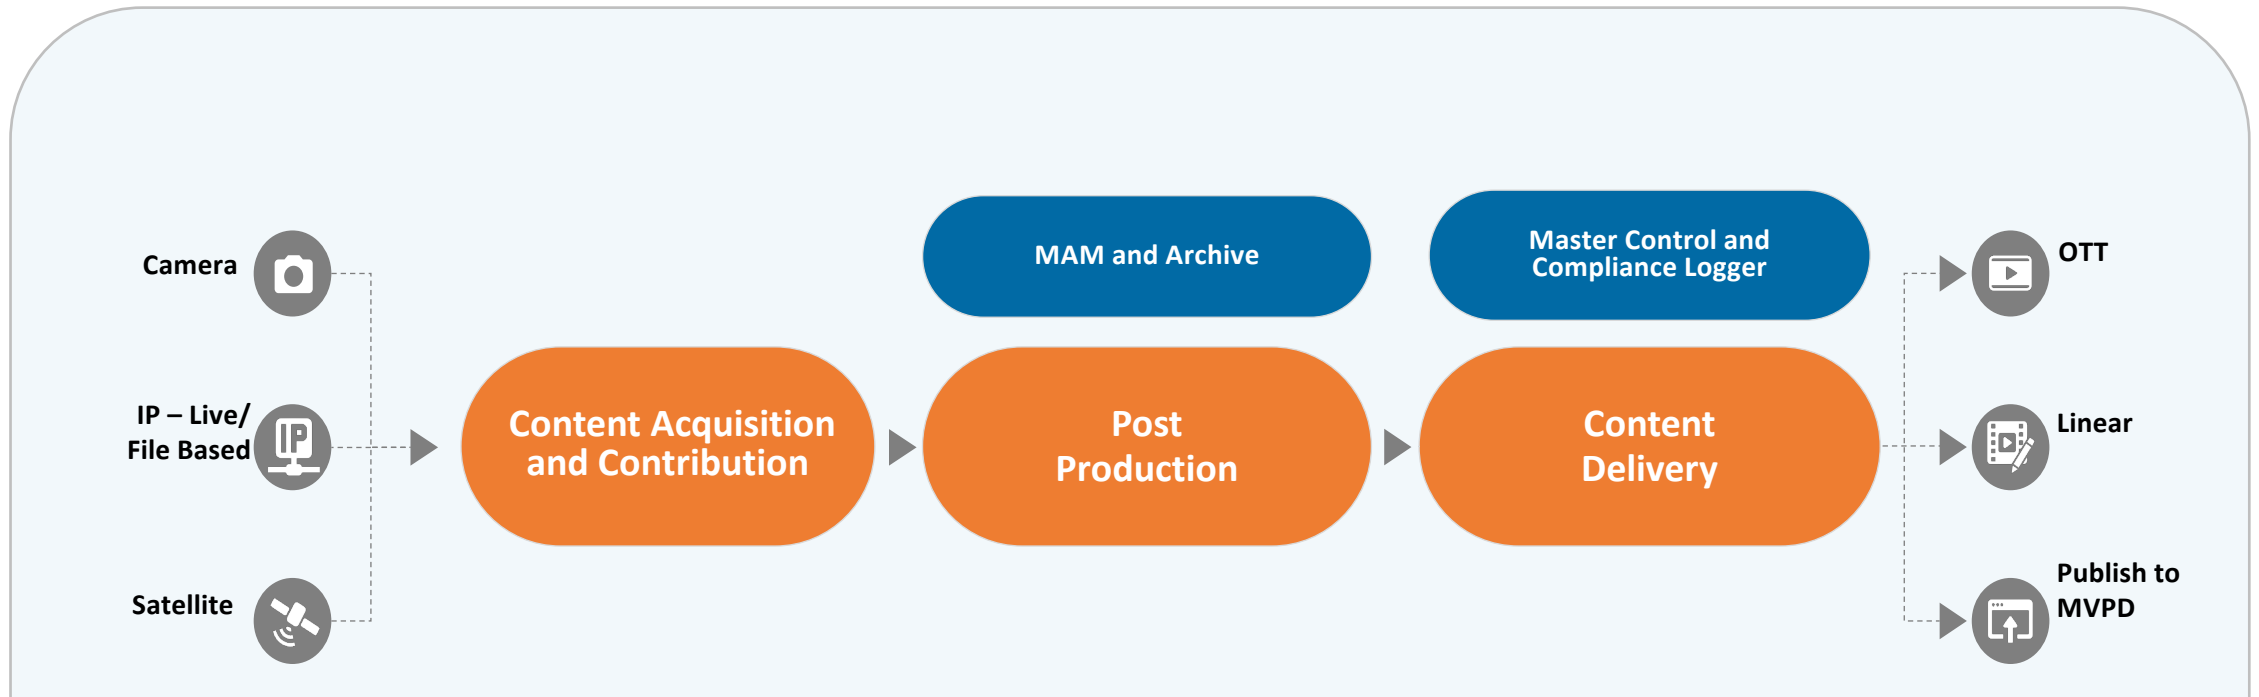 Camera
IP – Live/
File Based
IP
Satellite
Content Acquisition
and Contribution
MAM and Archive
Post
Production
Master Control and
Compliance Logger
Content
Delivery
OTT
Linear
Publish to
MVPD